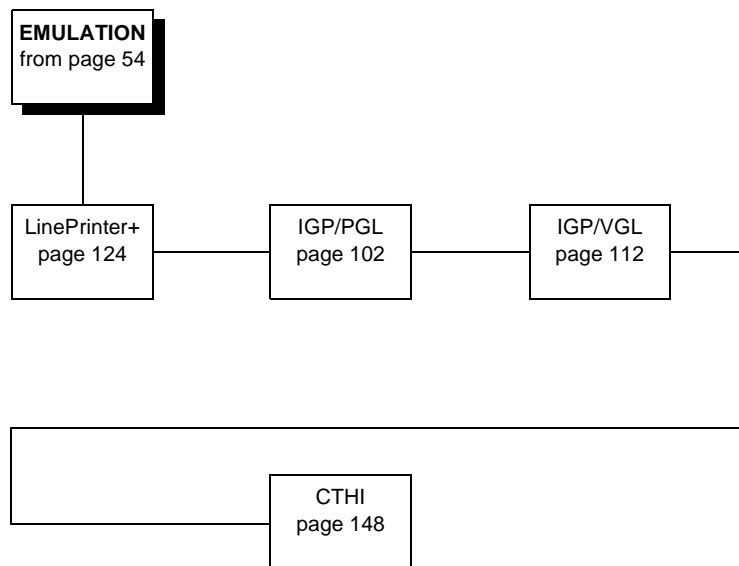 EMULATION
from page 54
LinePrinter+
page 124
IGP/PGL
page 102
IGP/VGL
page 112
CTHI
page 148